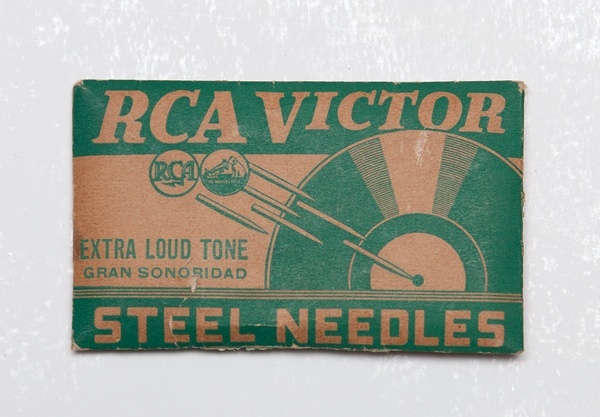 RCA VICTOR
RCA
EXTRA LOUD TONE
GRAN SONORIDAD
STEEL NEEDLES